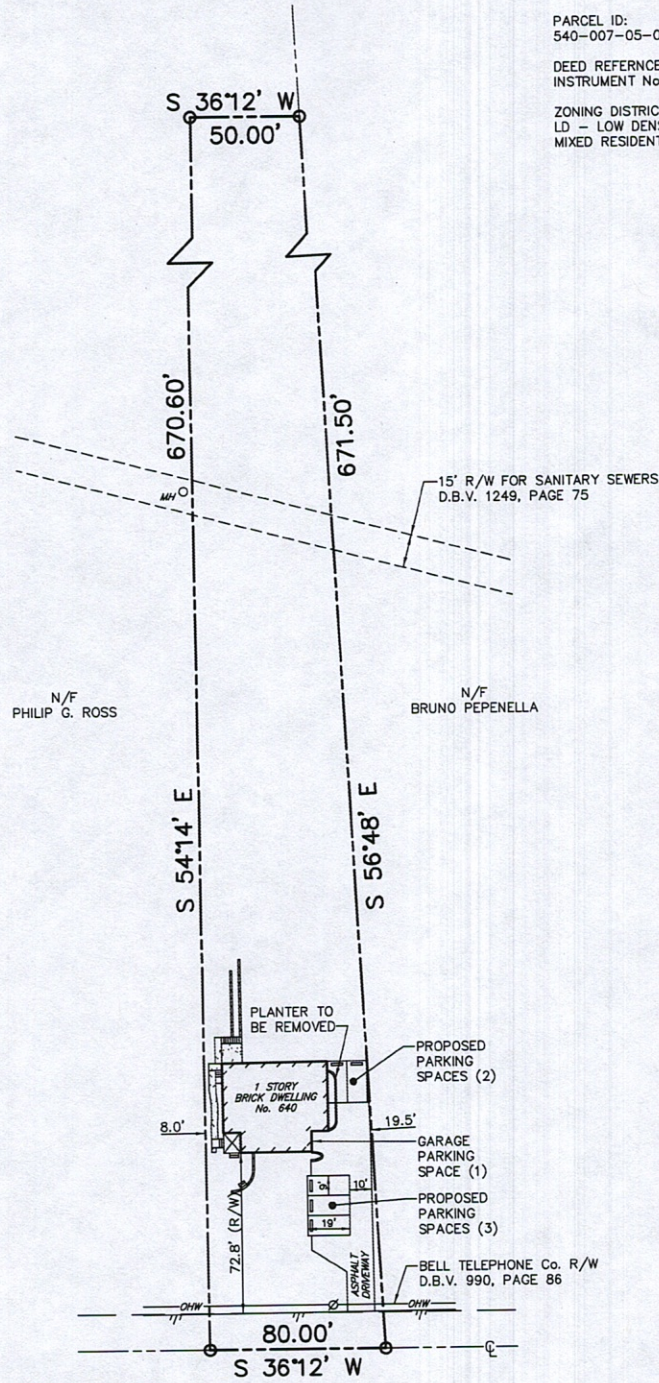 PARCEL ID:
540-007-05-0
DEED REFERNCE
INSTRUMENT No
ZONING DISTRIC
LD - LOW DENS
MIXED RESIDENT
S 36°12' W
50.00'
670.60'
671.50'
15' R/W FOR SANITARY SEWERS
D.B.V. 1249, PAGE 75
MH
N/F
PHILIP G. ROSS
N/F
BRUNO PEPENELLA
S 54°14' E
S 56°48' E
PLANTER TO
BE REMOVED
PROPOSED
PARKING
SPACES (2)
1 STORY
BRICK DWELLING
No. 640
8.0'
19.5'
GARAGE
PARKING
SPACE (1)
9'
10'
19'
PROPOSED
PARKING
SPACES (3)
72.8' (R/W)
ASPHALT
DRIVEWAY
BELL TELEPHONE Co. R/W
D.B.V. 990, PAGE 86
OHW
OHW
80.00'
S 36°12' W